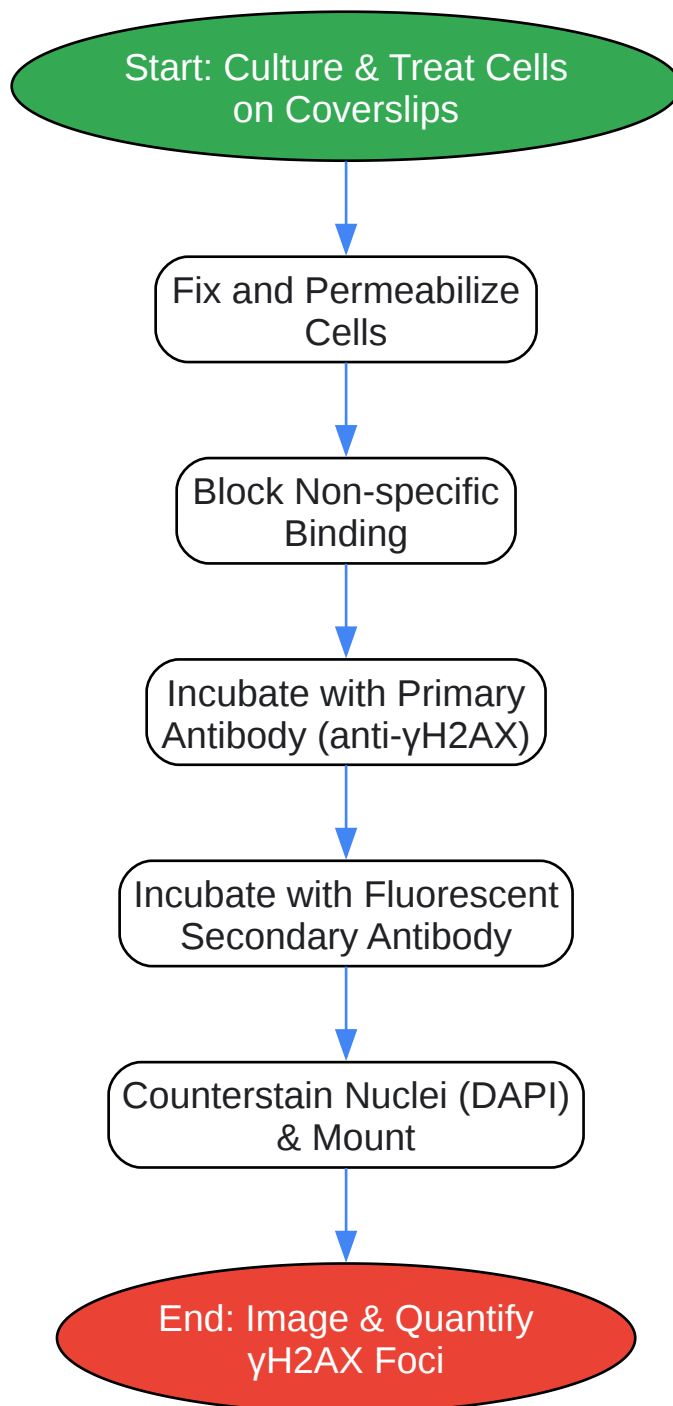 Start: Culture & Treat Cells
on Coverslips
Fix and Permeabilize
Cells
Block Non-specific
Binding
Incubate with Primary
Antibody (anti-γH2AX)
Incubate with Fluorescent
Secondary Antibody
Counterstain Nuclei (DAPI)
& Mount
End: Image & Quantify
γH2AX Foci